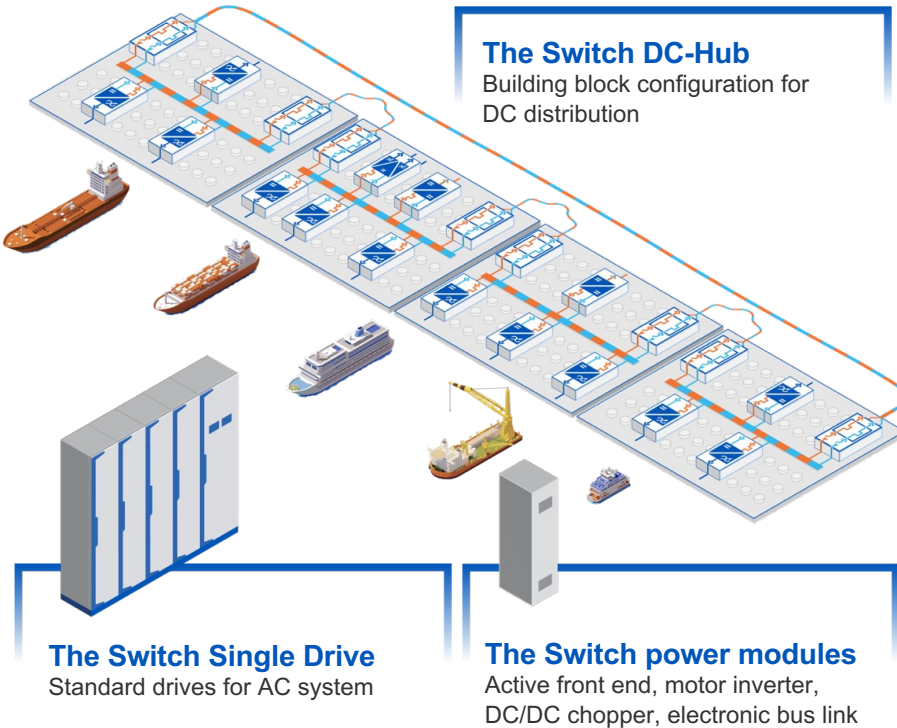 The Switch DC-Hub
Building block configuration for
DC distribution
The Switch Single Drive
Standard drives for AC system
The Switch power modules
Active front end, motor inverter,
DC/DC chopper, electronic bus link